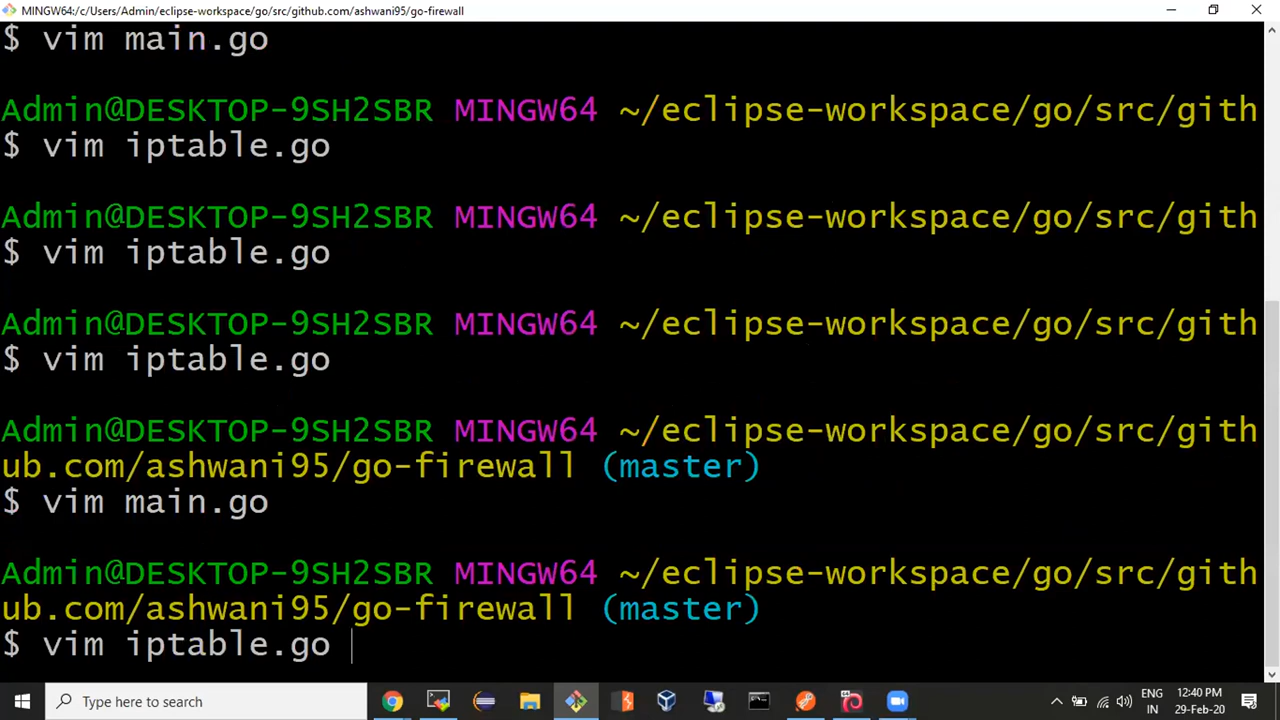 MINGW64:/c/Users/Admin/eclipse-workspace/go/src/github.com/ashwani95/go-firewall
$ vim main.go
Admin@DESKTOP-9SH2SBR MINGW64 ~/eclipse-workspace/go/src/gith
$ vim iptable.go
Admin@DESKTOP-9SH2SBR MINGW64 ~/eclipse-workspace/go/src/gith
$ vim iptable.go
Admin@DESKTOP-9SH2SBR MINGW64 ~/eclipse-workspace/go/src/gith
$ vim iptable.go
Admin@DESKTOP-9SH2SBR MINGW64 ~/eclipse-workspace/go/src/gith
ub.com/ashwani95/go-firewall (master)
$ vim main.go
Admin@DESKTOP-9SH2SBR MINGW64 ~/eclipse-workspace/go/src/gith
ub.com/ashwani95/go-firewall (master)
$ vim iptable.go
Type here to search
ENG
IN
12:40 PM
29-Feb-20